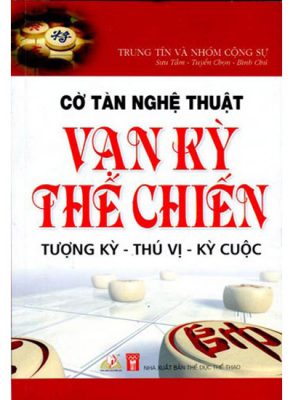 TRUNG TÍN VÀ NHÓM CỘNG SỰ
Sưu Tầm - Tuyển Chọn - Bình Chú
CỜ TÀN NGHỆ THUẬT
VẠN KỲ
THẾ CHIẾN
TƯỢNG KỲ - THÚ VỊ - KỲ CUỘC
NHÀ XUẤT BẢN THỂ DỤC THỂ THAO